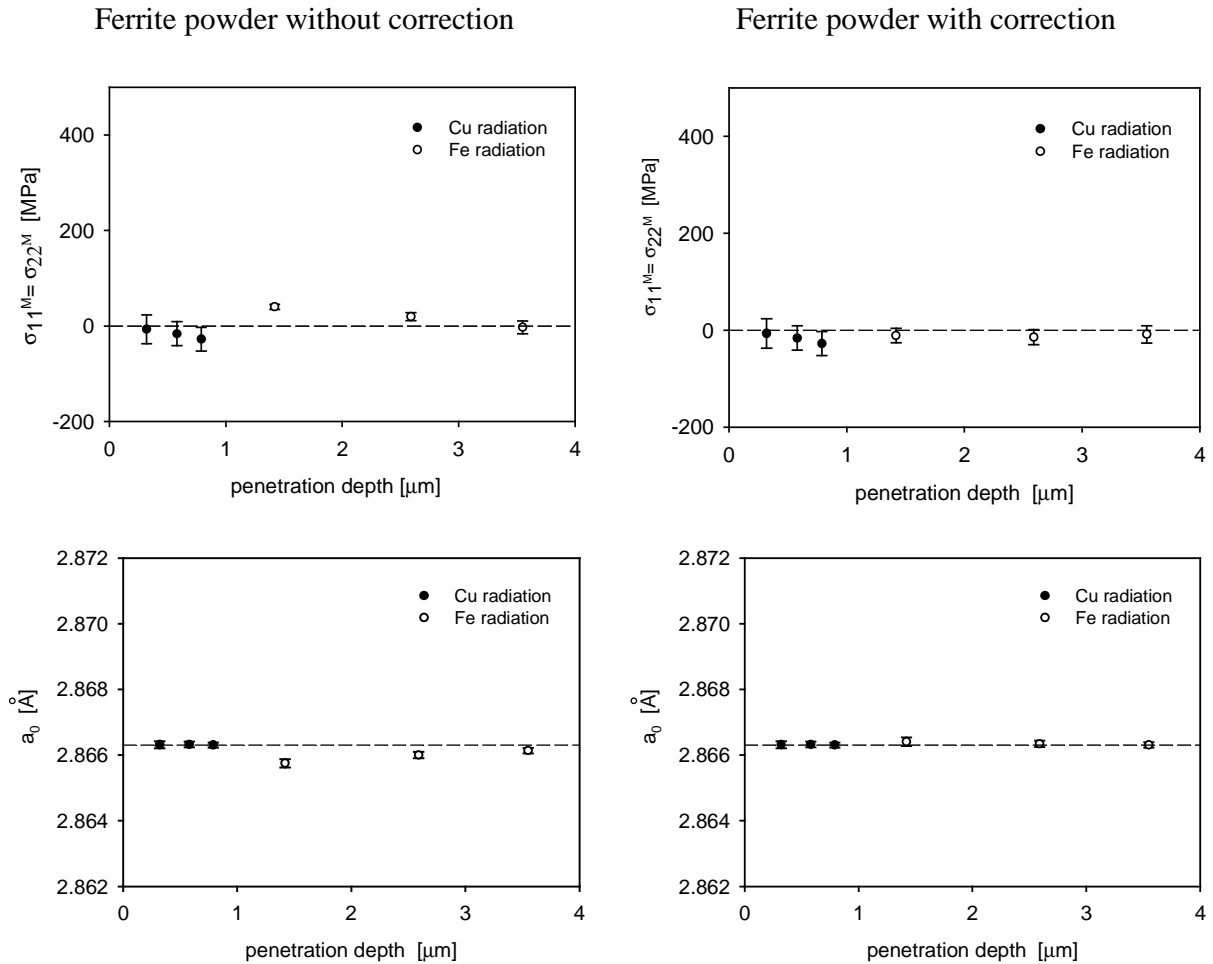 Ferrite powder without correction
Ferrite powder with correction
400
200
0
-200
0 1 2 3 4
σ11ᴹ= σ22ᴹ [MPa]
penetration depth [μm]
Cu radiation
Fe radiation
400
200
0
-200
0 1 2 3 4
σ11ᴹ= σ22ᴹ [MPa]
penetration depth [μm]
Cu radiation
Fe radiation
2.872
2.870
2.868
2.866
2.864
2.862
0 1 2 3 4
a₀ [Å]
penetration depth [μm]
Cu radiation
Fe radiation
2.872
2.870
2.868
2.866
2.864
2.862
0 1 2 3 4
a₀ [Å]
penetration depth [μm]
Cu radiation
Fe radiation